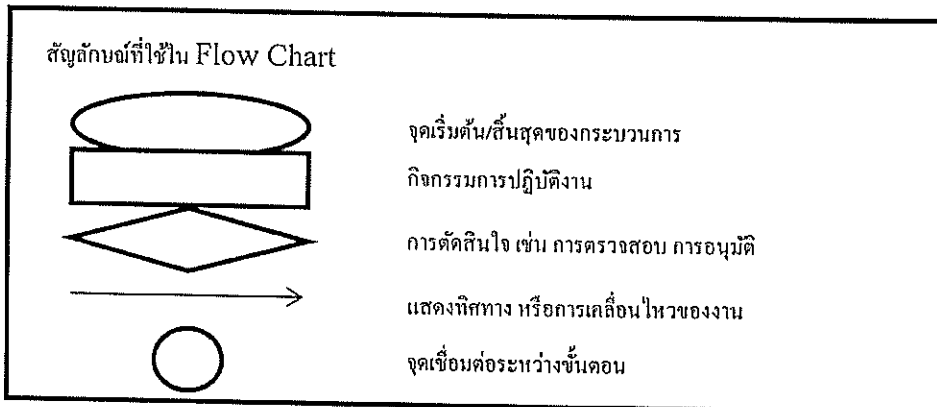 สัญลักษณ์ที่ใช้ใน Flow Chart
จุดเริ่มต้น/สิ้นสุดของกระบวนการ
กิจกรรมการปฏิบัติงาน
การตัดสินใจ เช่น การตรวจสอบ การอนุมัติ
แสดงทิศทาง หรือการเคลื่อนไหวของงาน
จุดเชื่อมต่อระหว่างขั้นตอน